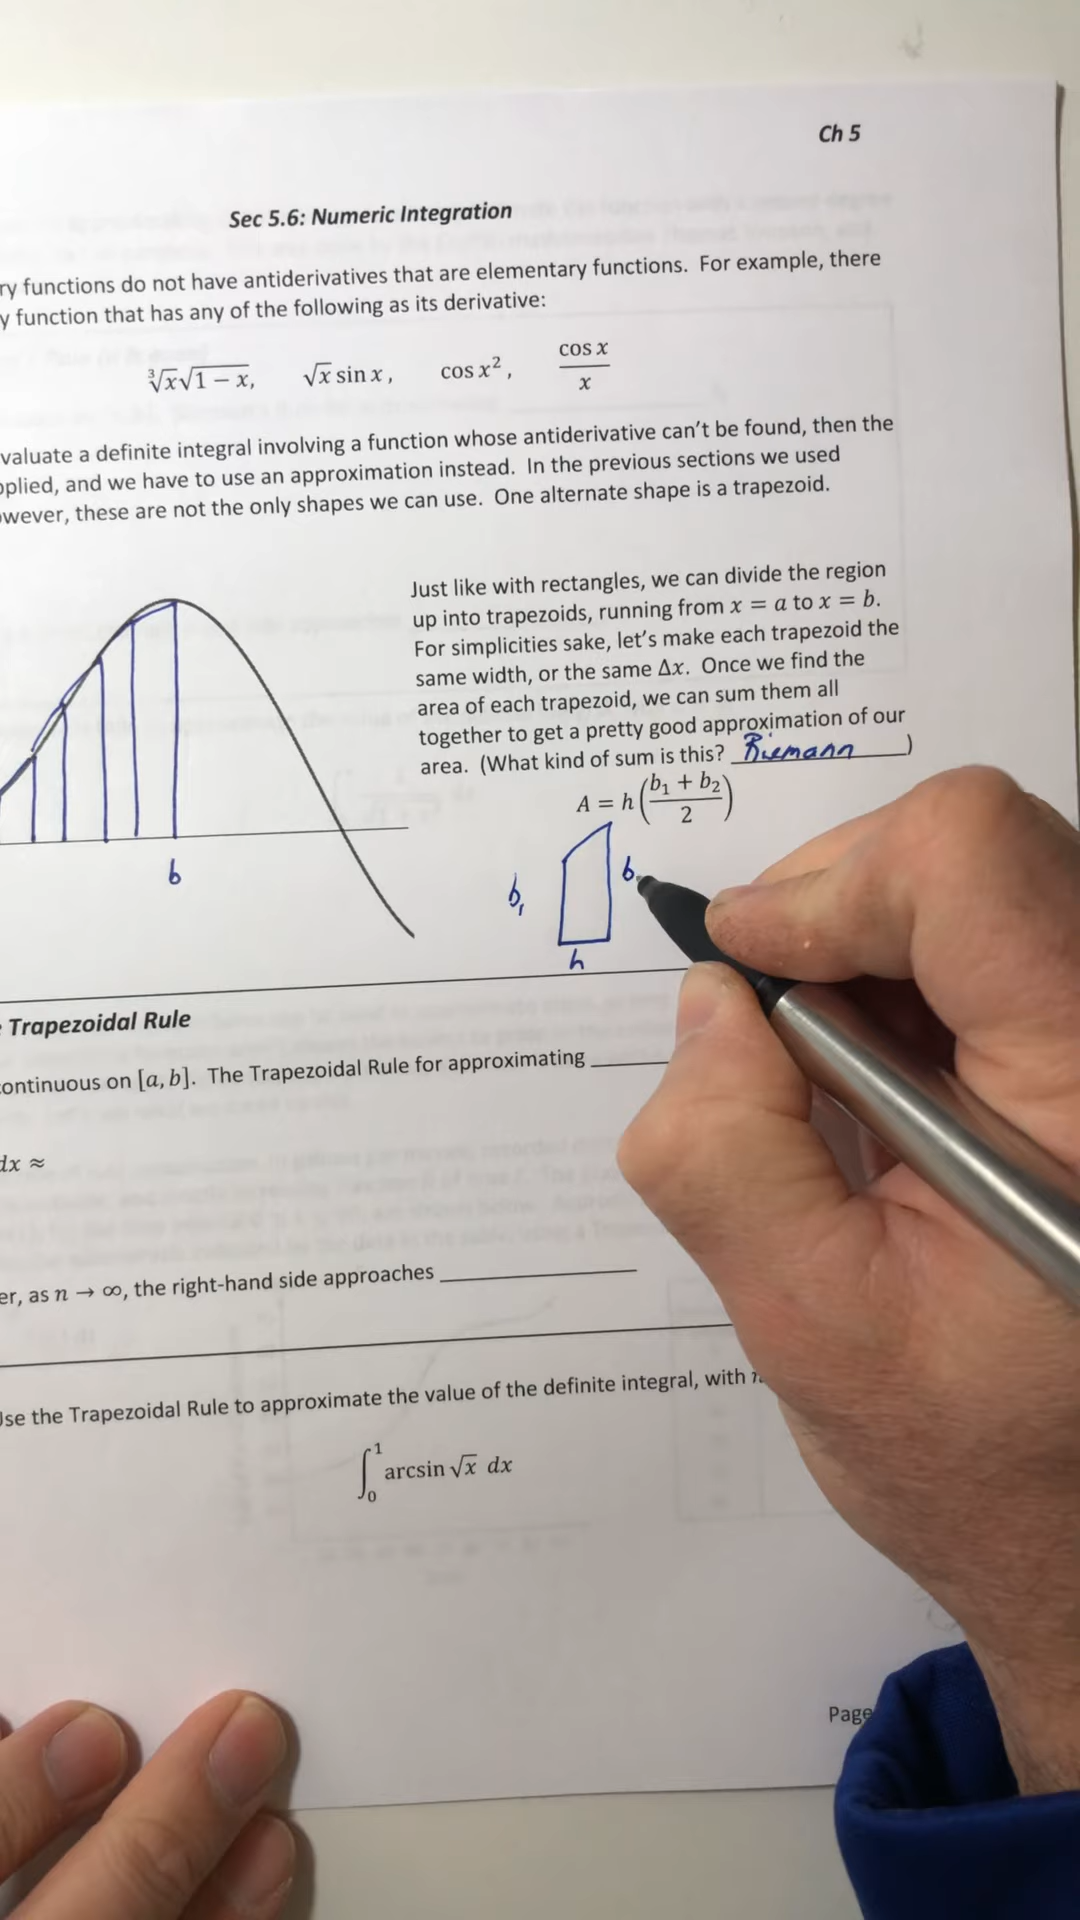 Ch 5
Sec 5.6: Numeric Integration
ry functions do not have antiderivatives that are elementary functions. For example, there
y function that has any of the following as its derivative:
∛x√1 − x, √x sin x, cos x², cos x / x
valuate a definite integral involving a function whose antiderivative can't be found, then the
pplied, and we have to use an approximation instead. In the previous sections we used
owever, these are not the only shapes we can use. One alternate shape is a trapezoid.
Just like with rectangles, we can divide the region
up into trapezoids, running from x = a to x = b.
For simplicities sake, let's make each trapezoid the
same width, or the same Δx. Once we find the
area of each trapezoid, we can sum them all
together to get a pretty good approximation of our
area. (What kind of sum is this? Riemann)
A = h((b₁ + b₂)/2)
b
b₁
b
h
Trapezoidal Rule
continuous on [a, b]. The Trapezoidal Rule for approximating ______
dx ≈
er, as n → ∞, the right-hand side approaches ______
Use the Trapezoidal Rule to approximate the value of the definite integral, with
∫₀¹ arcsin √x dx
Page